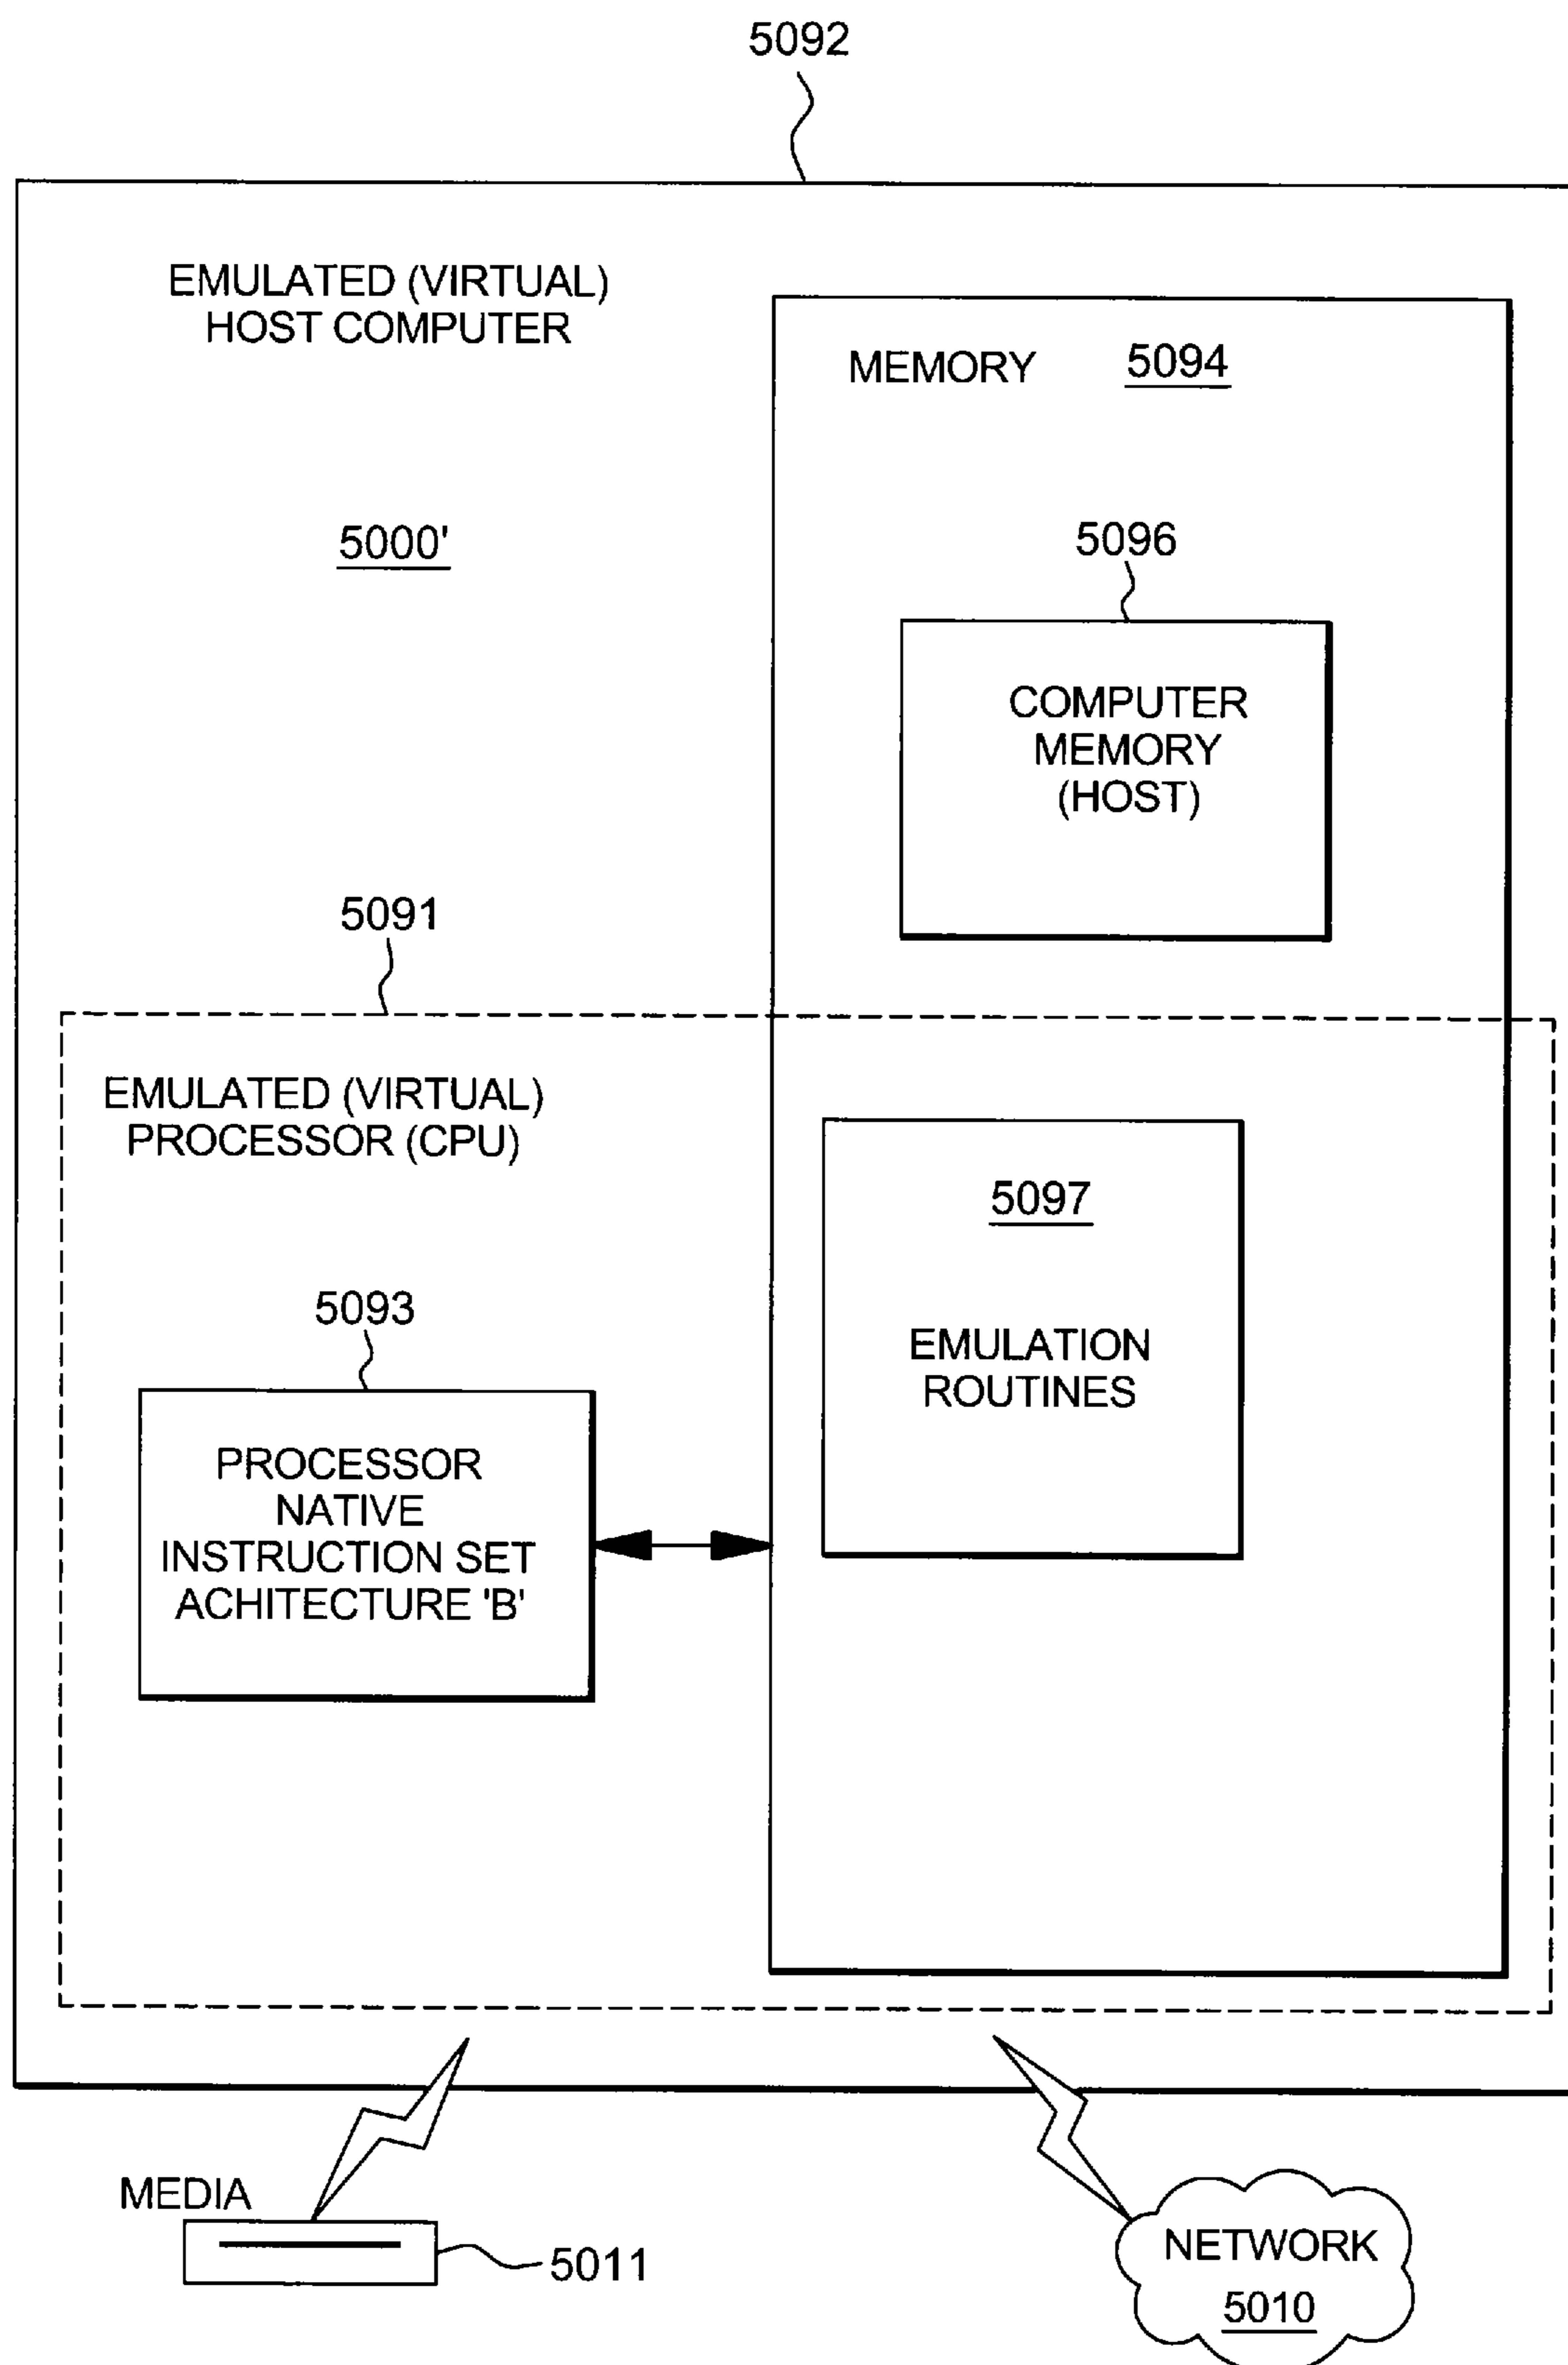 5092
EMULATED (VIRTUAL)
HOST COMPUTER
MEMORY 5094
5000'
5096
COMPUTER
MEMORY
(HOST)
5091
EMULATED (VIRTUAL)
PROCESSOR (CPU)
5097
EMULATION
ROUTINES
5093
PROCESSOR
NATIVE
INSTRUCTION SET
ACHITECTURE 'B'
MEDIA
5011
NETWORK
5010